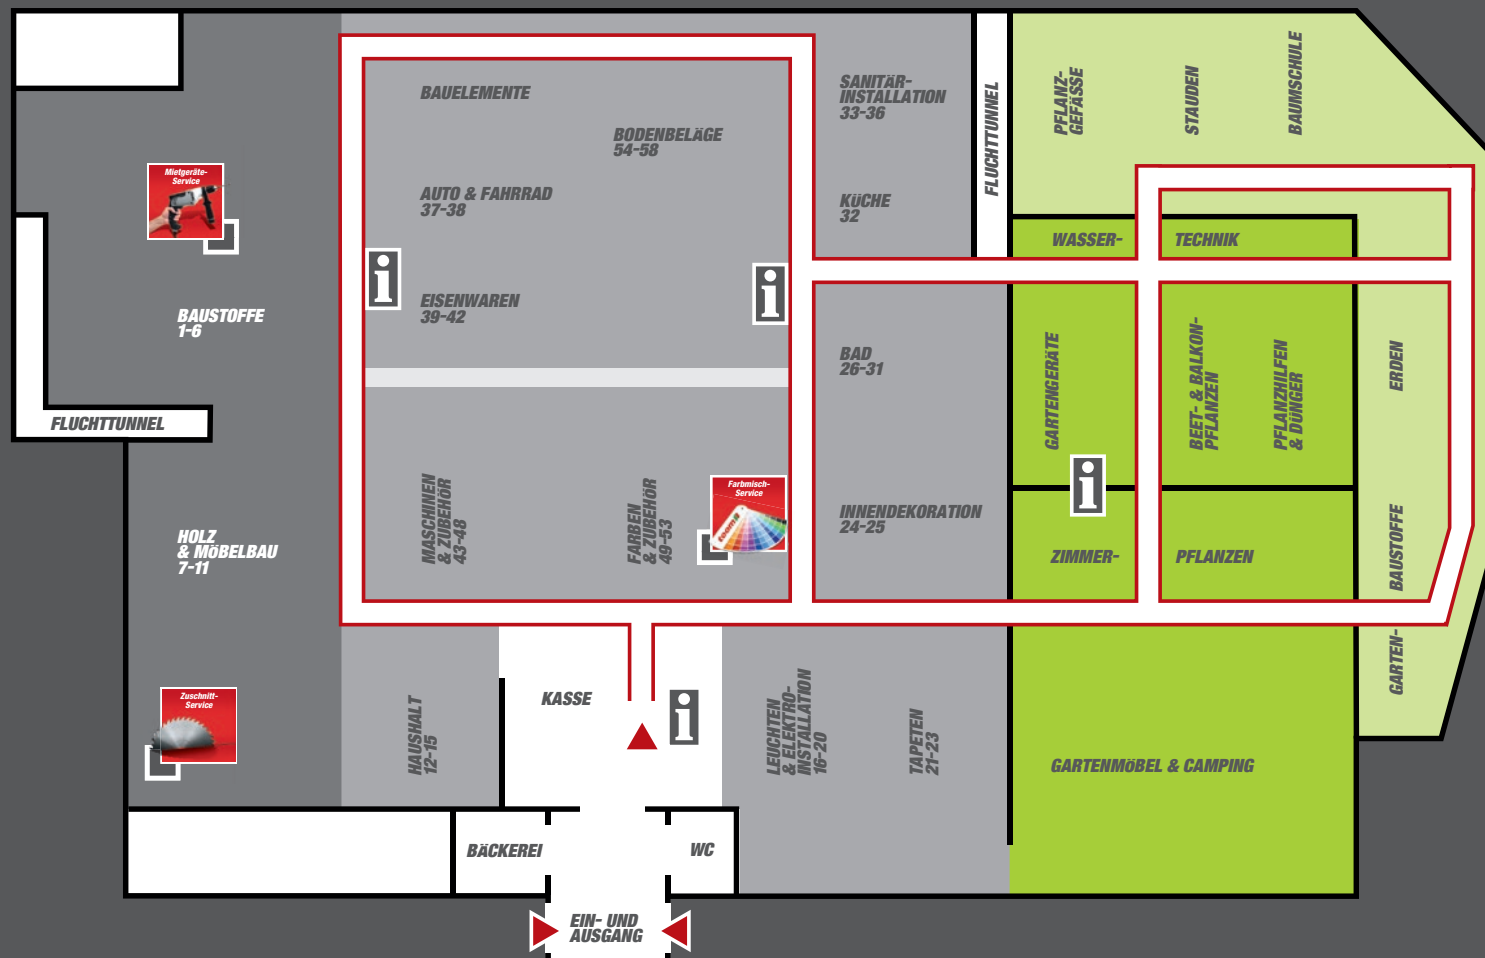 BAUELEMENTE
BODENBELÄGE
54-58
AUTO & FAHRRAD
37-38
EISENWAREN
39-42
SANITÄR-
INSTALLATION
33-36
KÜCHE
32
FLUCHTTUNNEL
PFLANZ-
GEFÄSSE
STAUDEN
BAUMSCHULE
Mietgeräte-
Service
BAUSTOFFE
1-6
FLUCHTTUNNEL
WASSER-
TECHNIK
BAD
26-31
GARTENGERÄTE
BEET- & BALKON-
PFLANZEN
PFLANZHILFEN
& DÜNGER
ERDEN
HOLZ
& MÖBELBAU
7-11
MASCHINEN
& ZUBEHÖR
43-48
FARBEN
& ZUBEHÖR
49-53
Farbmisch-
Service
toom
INNENDEKORATION
24-25
ZIMMER-
PFLANZEN
GARTEN-
BAUSTOFFE
Zuschnitt-
Service
HAUSHALT
12-15
KASSE
LEUCHTEN
& ELEKTRO-
INSTALLATION
16-20
TAPETEN
21-23
GARTENMÖBEL & CAMPING
BÄCKEREI
WC
EIN- UND
AUSGANG
i
i
i
i